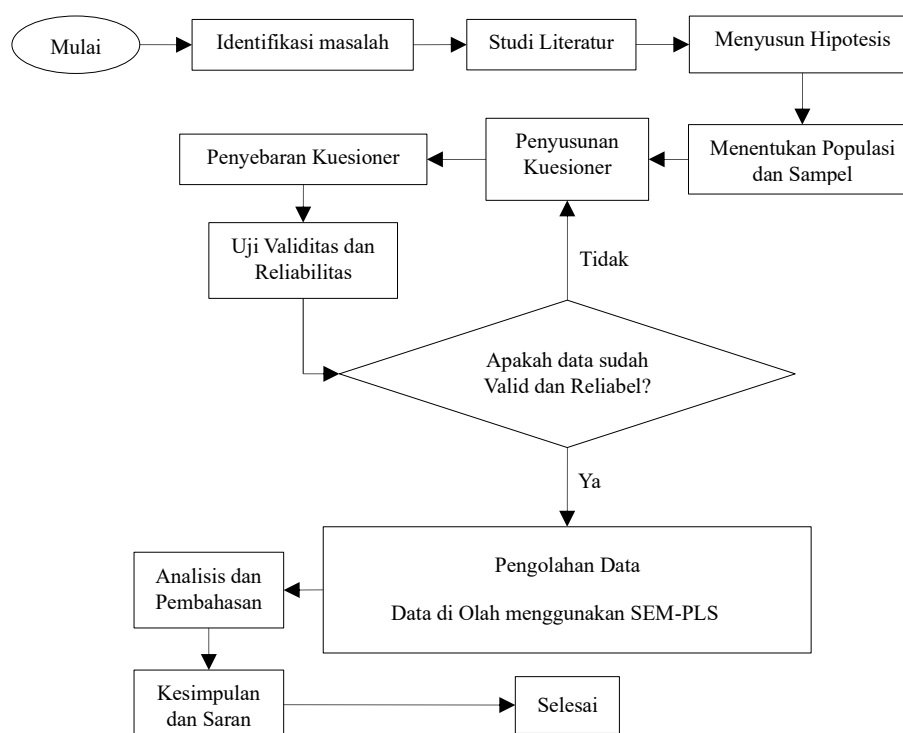 Mulai
Identifikasi masalah
Studi Literatur
Menyusun Hipotesis
Menentukan Populasi
dan Sampel
Penyusunan
Kuesioner
Penyebaran Kuesioner
Uji Validitas dan
Reliabilitas
Tidak
Apakah data sudah
Valid dan Reliabel?
Ya
Pengolahan Data
Data di Olah menggunakan SEM-PLS
Analisis dan
Pembahasan
Kesimpulan
dan Saran
Selesai